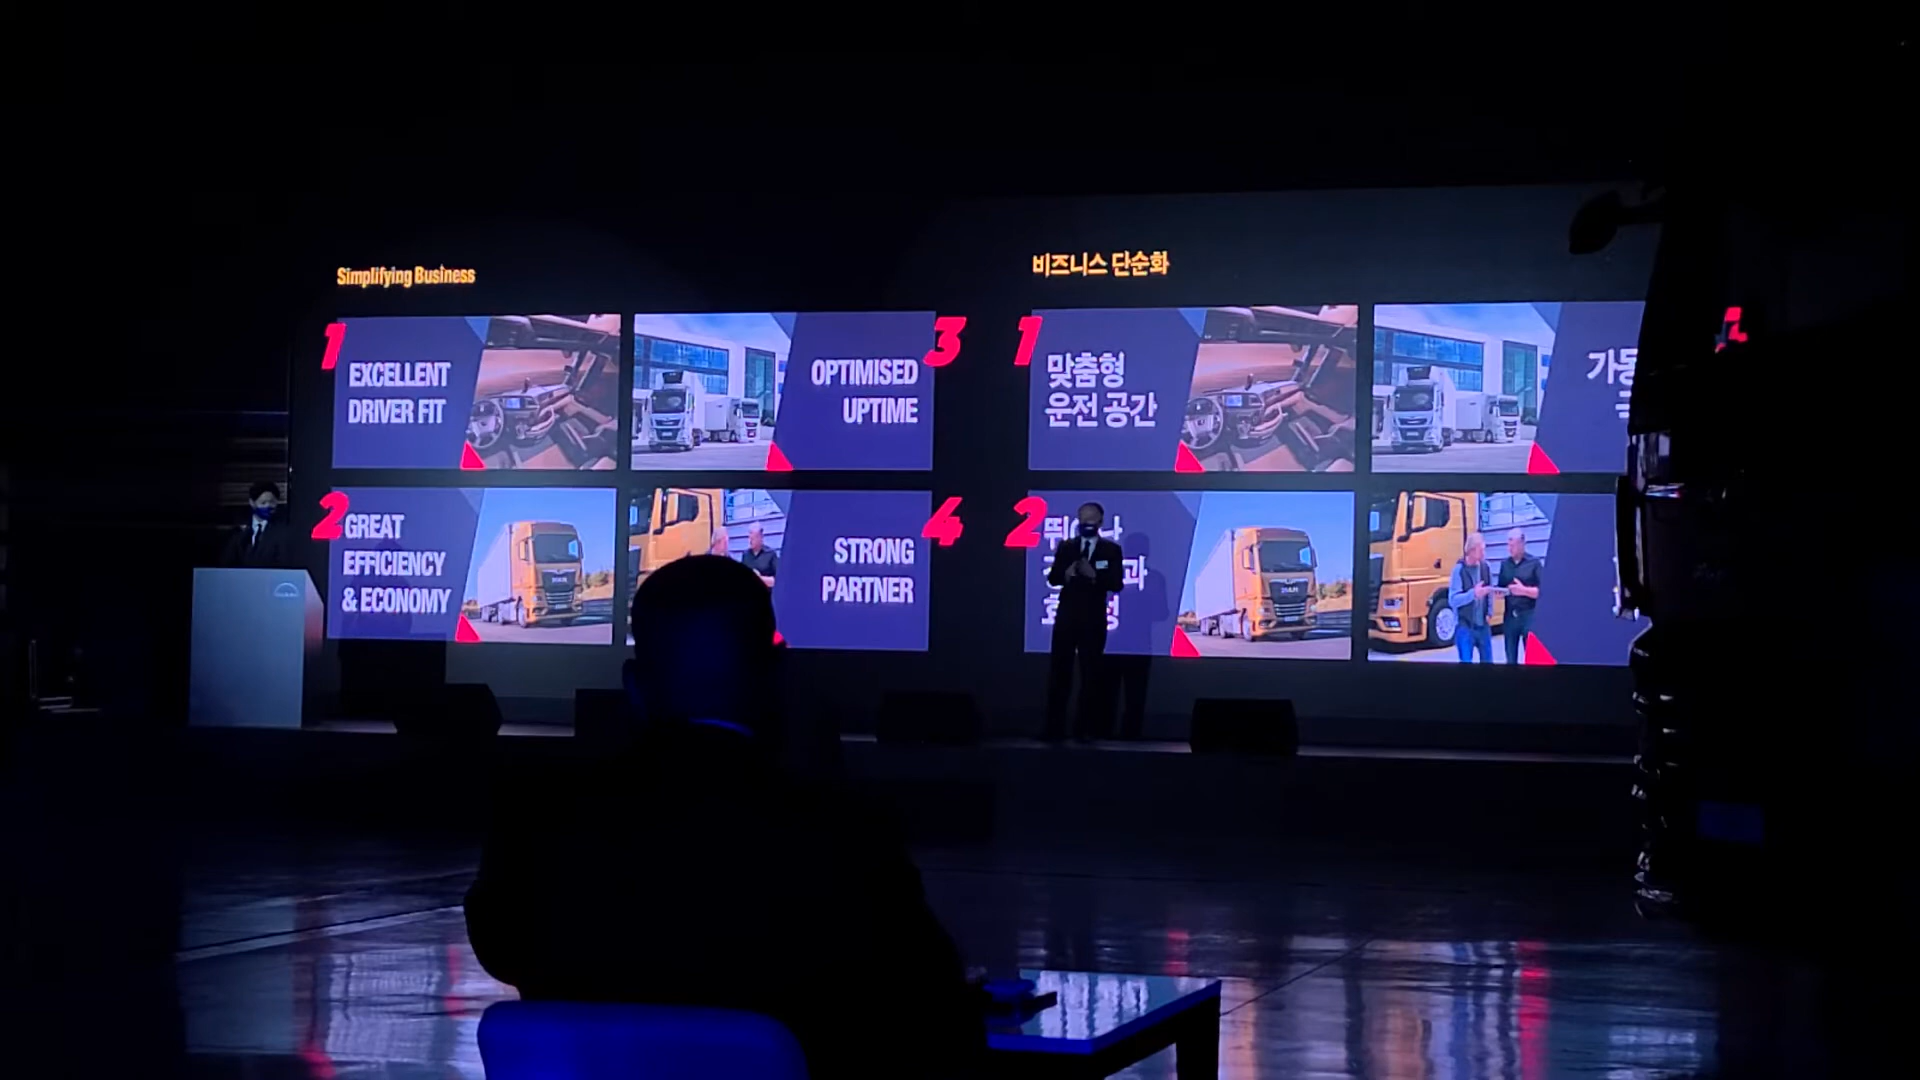 Simplifying Business
1
EXCELLENT
DRIVER FIT
OPTIMISED
UPTIME
3
2
GREAT
EFFICIENCY
& ECONOMY
STRONG
PARTNER
4
비즈니스 단순화
1
맞춤형
운전 공간
2
MAN